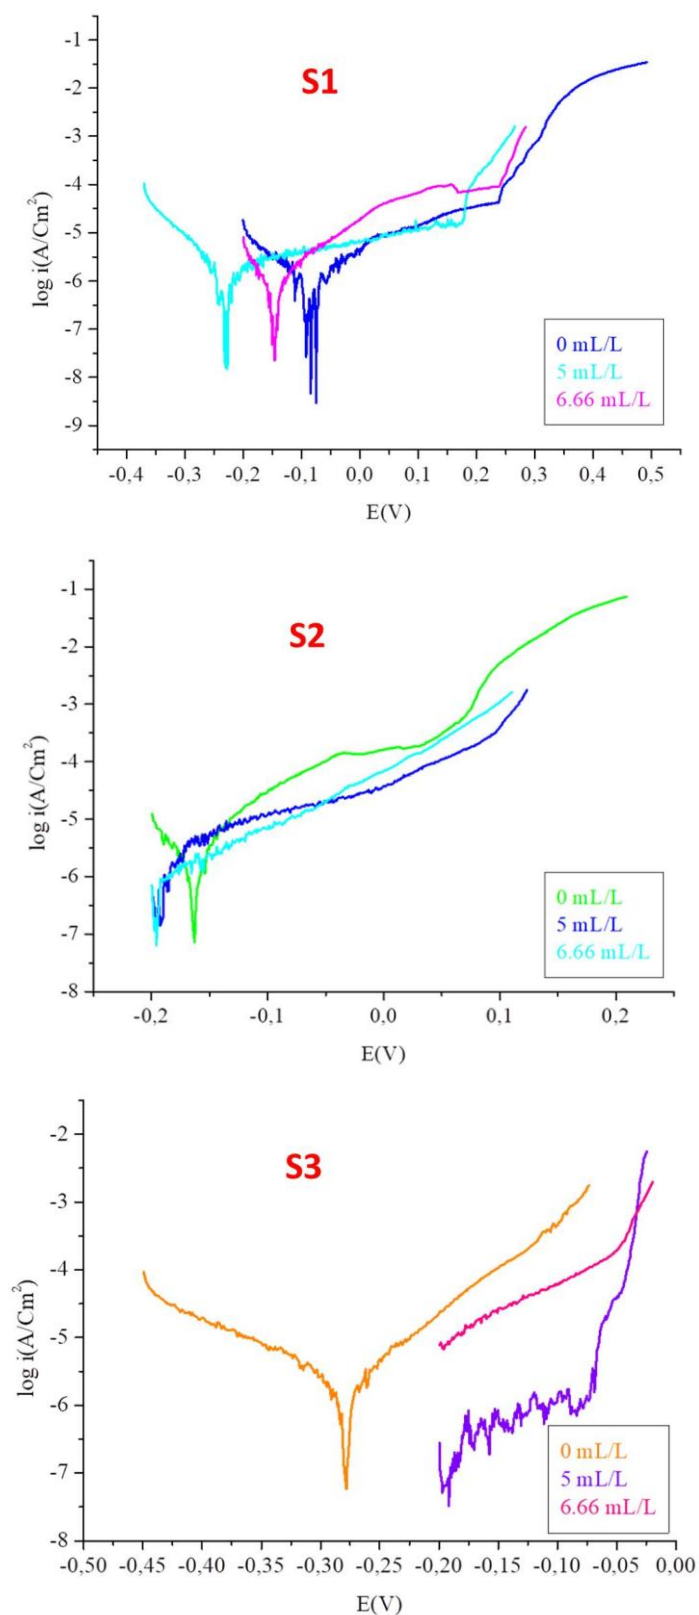 S1
log i(A/Cm²)
-1
-2
-3
-4
-5
-6
-7
-8
-9
-0,4 -0,3 -0,2 -0,1 0,0 0,1 0,2 0,3 0,4 0,5
E(V)
0 mL/L
5 mL/L
6.66 mL/L
S2
log i(A/Cm²)
-1
-2
-3
-4
-5
-6
-7
-8
-0,2 -0,1 0,0 0,1 0,2
E(V)
0 mL/L
5 mL/L
6.66 mL/L
S3
log i(A/Cm²)
-2
-3
-4
-5
-6
-7
-8
-0,50 -0,45 -0,40 -0,35 -0,30 -0,25 -0,20 -0,15 -0,10 -0,05 0,00
E(V)
0 mL/L
5 mL/L
6.66 mL/L